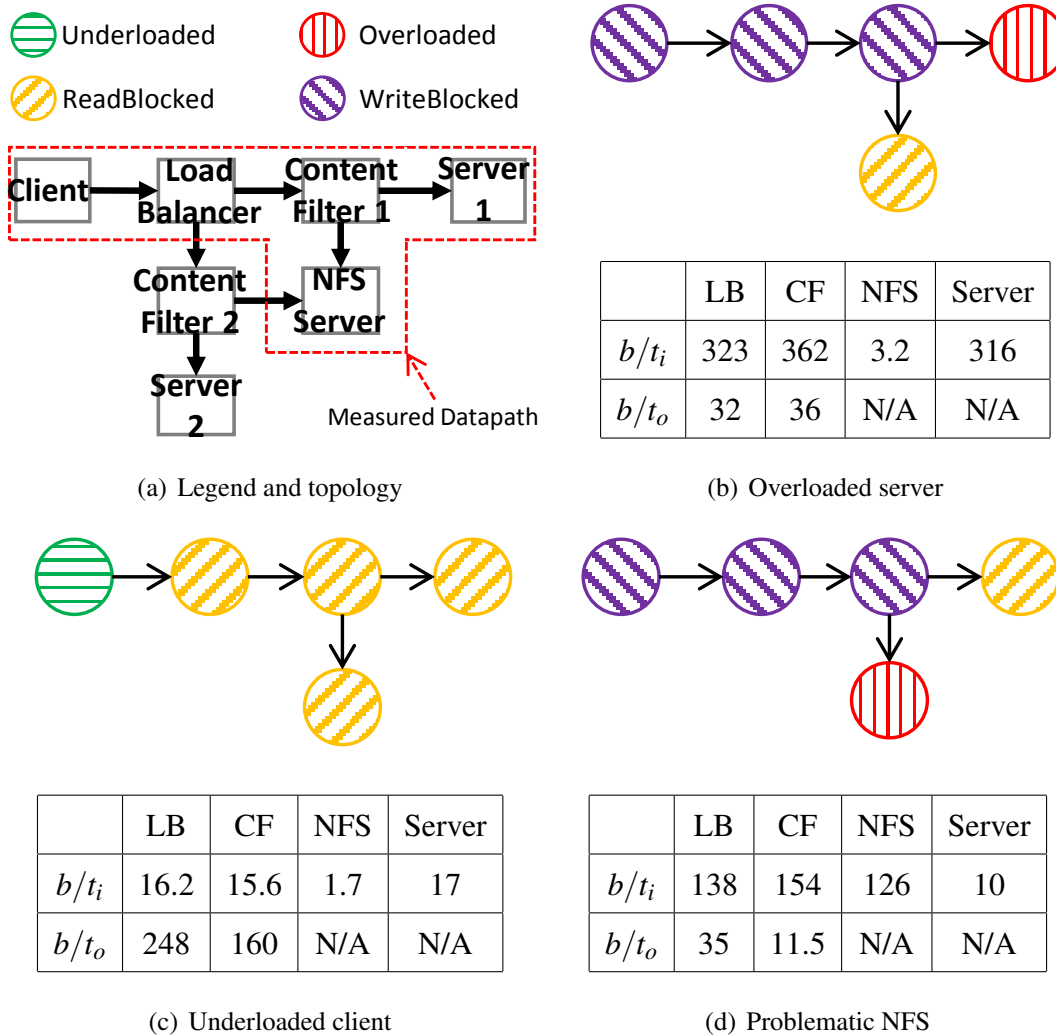 Underloaded
Overloaded
ReadBlocked
WriteBlocked
Client
Load Balancer
Content Filter 1
Server 1
Content Filter 2
NFS Server
Server 2
Measured Datapath
(a) Legend and topology
LB CF NFS Server
b/t_i 323 362 3.2 316
b/t_o 32 36 N/A N/A
(b) Overloaded server
LB CF NFS Server
b/t_i 16.2 15.6 1.7 17
b/t_o 248 160 N/A N/A
(c) Underloaded client
LB CF NFS Server
b/t_i 138 154 126 10
b/t_o 35 11.5 N/A N/A
(d) Problematic NFS